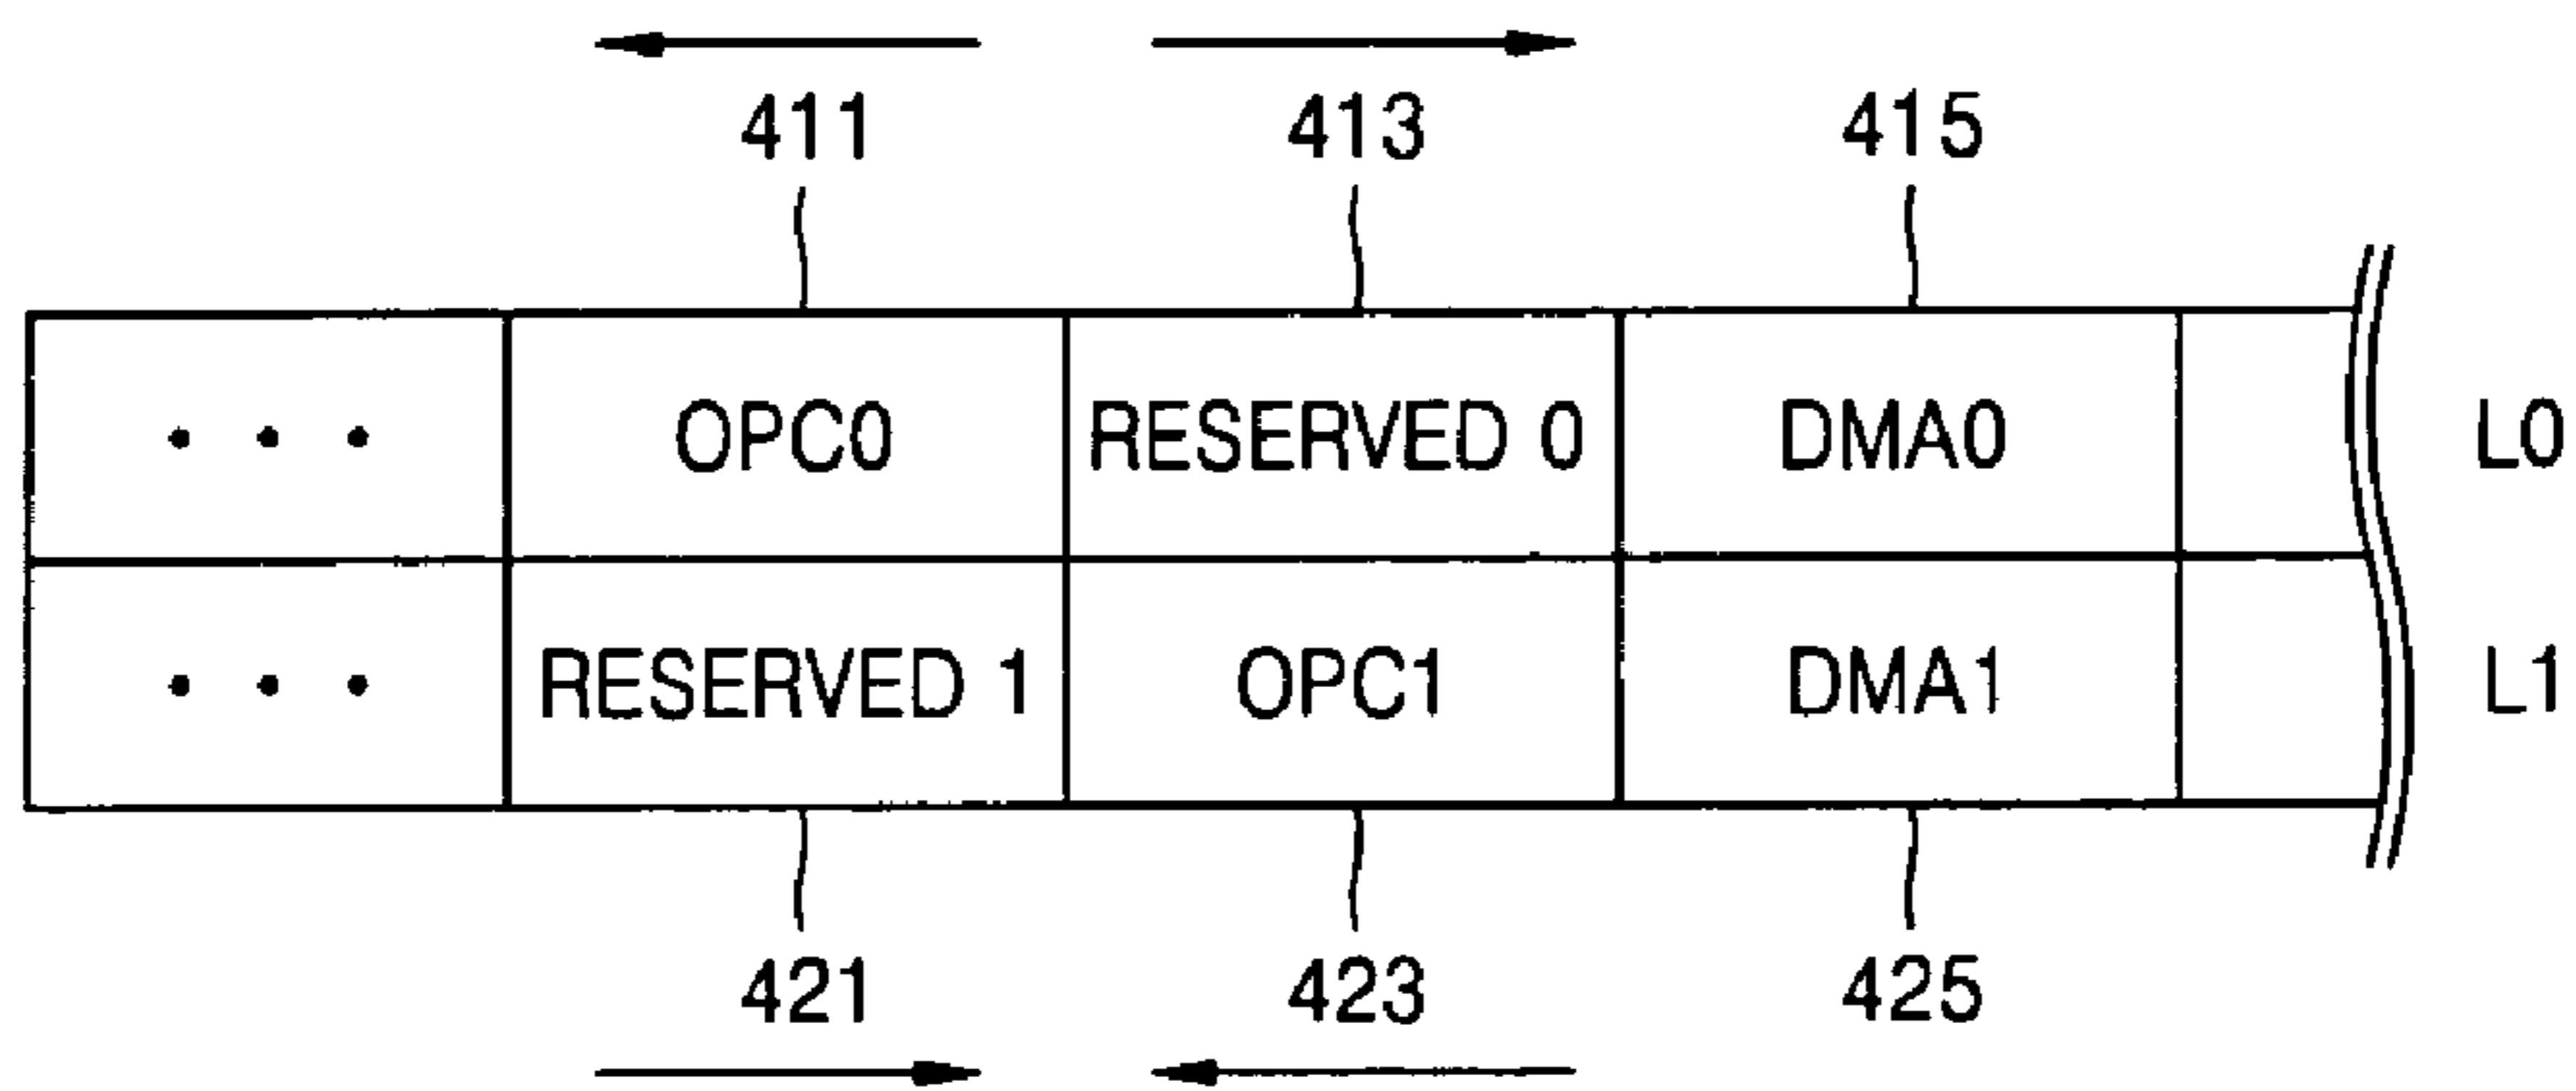 411 413 415
• • • OPC0 RESERVED 0 DMA0 L0
• • • RESERVED 1 OPC1 DMA1 L1
421 423 425